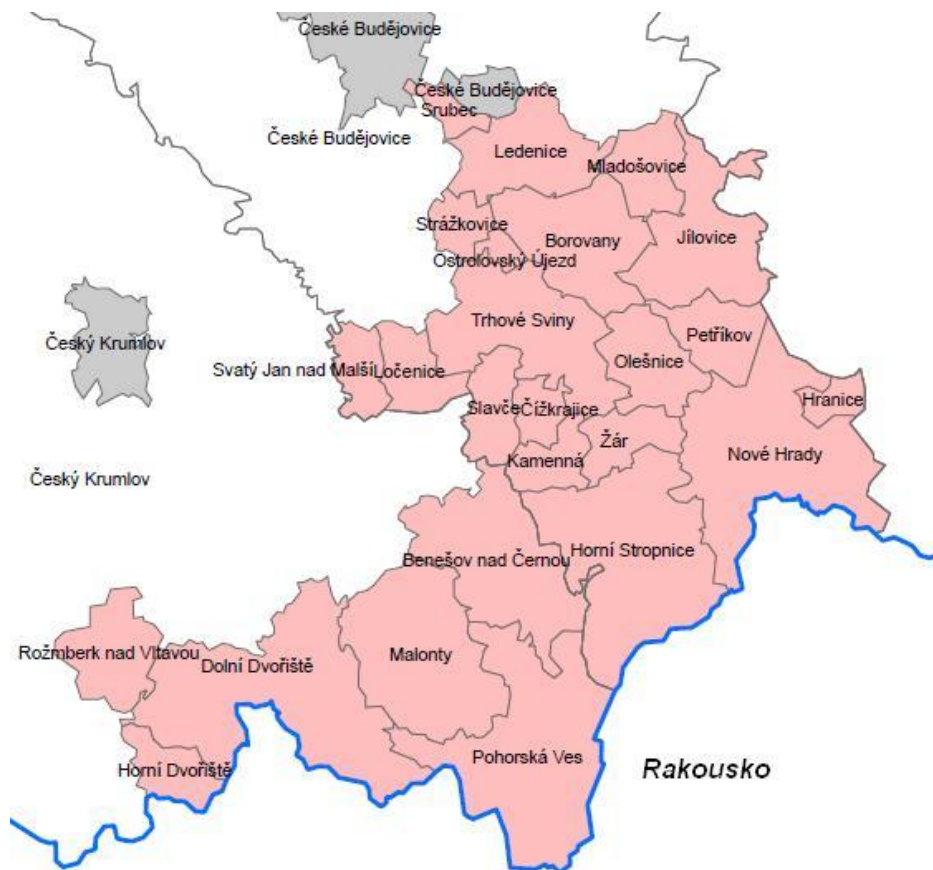 České Budějovice
České Budějovice
Srubec
České Budějovice
Ledenice
Mladošovice
Strážkovice
Borovany
Jílovice
Ostrolovský Újezd
Trhové Sviny
Petříkov
Český Krumlov
Olešnice
Svatý Jan nad Malší
Ločenice
Hranice
Slavče
Čížkrajice
Žár
Nové Hrady
Kamenná
Český Krumlov
Horní Stropnice
Benešov nad Černou
Rožmberk nad Vltavou
Malonty
Dolní Dvořiště
Pohorská Ves
Rakousko
Horní Dvořiště